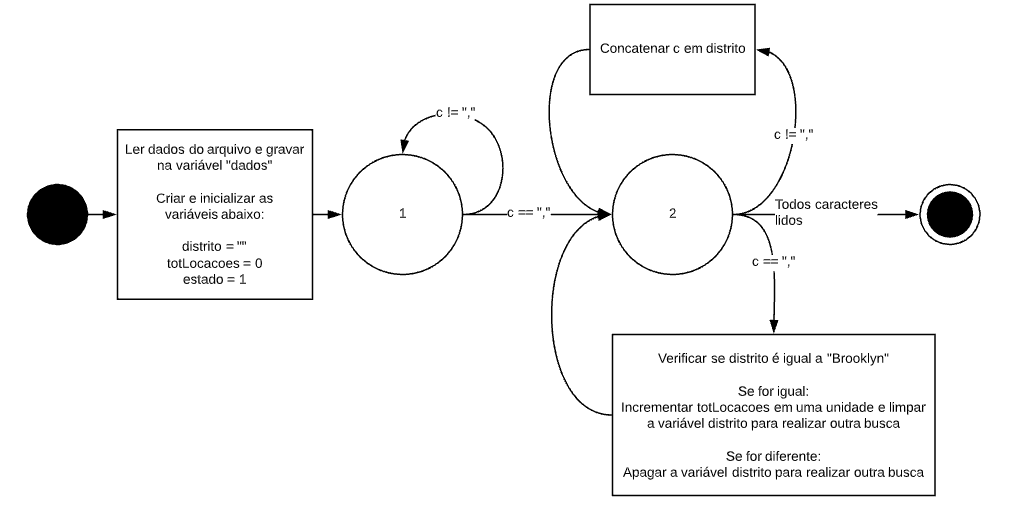 Concatenar c em distrito
c != ","
c != ","
Ler dados do arquivo e gravar
na variável "dados"
Criar e inicializar as
variáveis abaixo:
distrito = ""
totLocacoes = 0
estado = 1
1
c == ","
2
Todos caracteres
lidos
c == ","
Verificar se distrito é igual a "Brooklyn"
Se for igual:
Incrementar totLocacoes em uma unidade e limpar
a variável distrito para realizar outra busca
Se for diferente:
Apagar a variável distrito para realizar outra busca